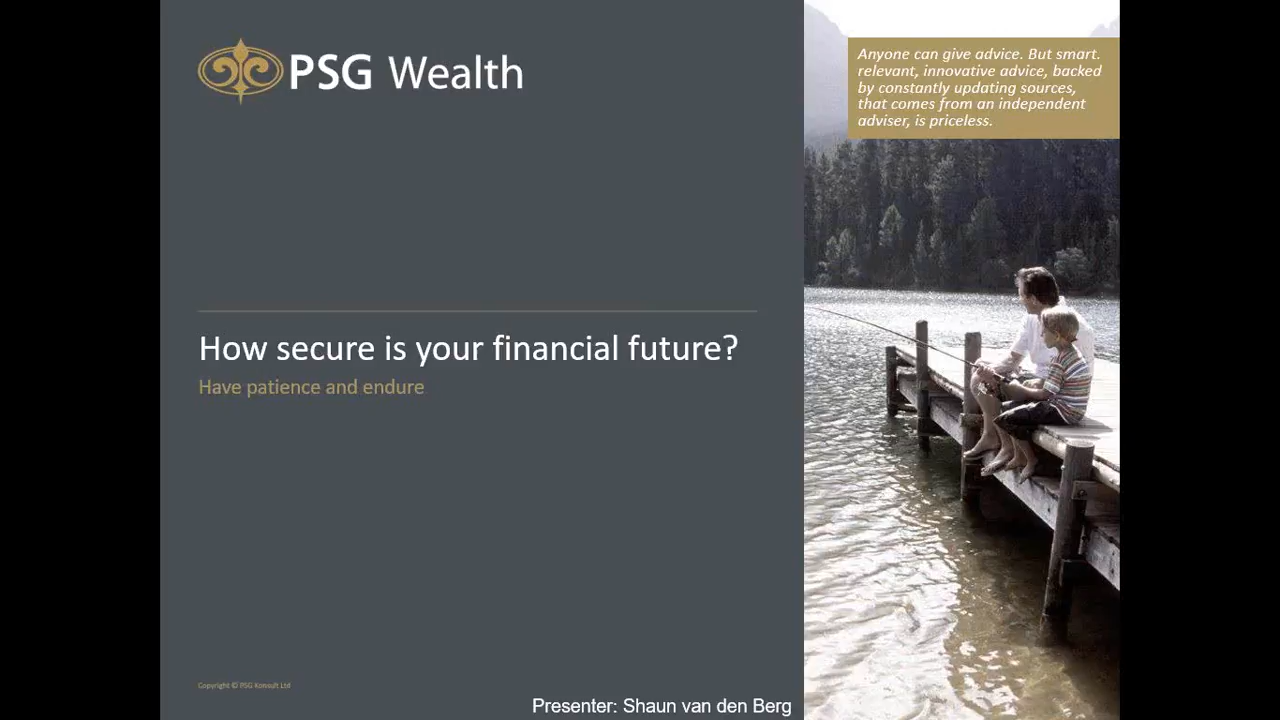 PSG Wealth
Anyone can give advice. But smart.
relevant, innovative advice, backed
by constantly updating sources,
that comes from an independent
adviser, is priceless.
How secure is your financial future?
Have patience and endure
Copyright © PSG Konsult Ltd
Presenter: Shaun van den Berg